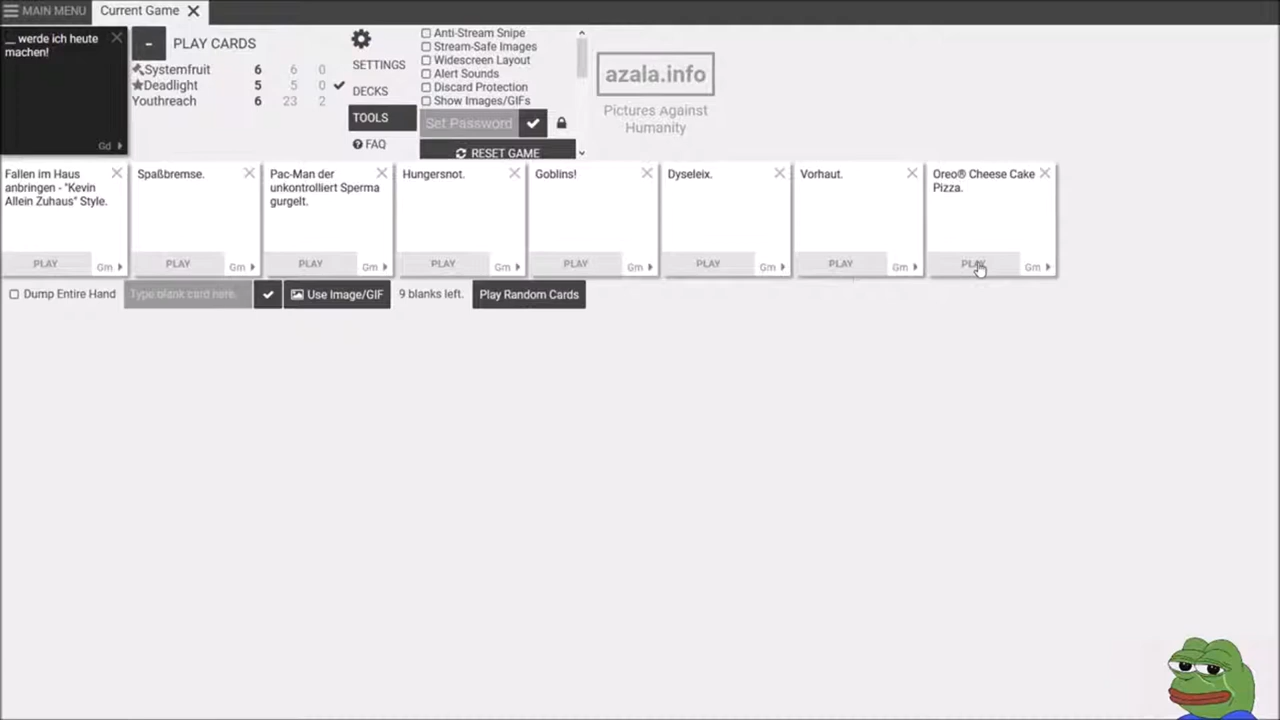 MAIN MENU
Current Game
__ werde ich heute
machen!
Gd
- PLAY CARDS
Systemfruit 6 6 0
Deadlight 5 5 0
Youthreach 6 23 2
SETTINGS
DECKS
TOOLS
FAQ
Anti-Stream Snipe
Stream-Safe Images
Widescreen Layout
Alert Sounds
Discard Protection
Show Images/GIFs
Set Password
RESET GAME
azala.info
Pictures Against
Humanity
Fallen im Haus
anbringen - "Kevin
Allein Zuhaus" Style.
PLAY
Gm
Spaßbremse.
PLAY
Gm
Pac-Man der
unkontrolliert Sperma
gurgelt.
PLAY
Gm
Hungersnot.
PLAY
Gm
Goblins!
PLAY
Gm
Dyseleix.
PLAY
Gm
Vorhaut.
PLAY
Gm
Oreo® Cheese Cake
Pizza.
PLAY
Gm
Dump Entire Hand
Type blank card here.
Use Image/GIF
9 blanks left.
Play Random Cards